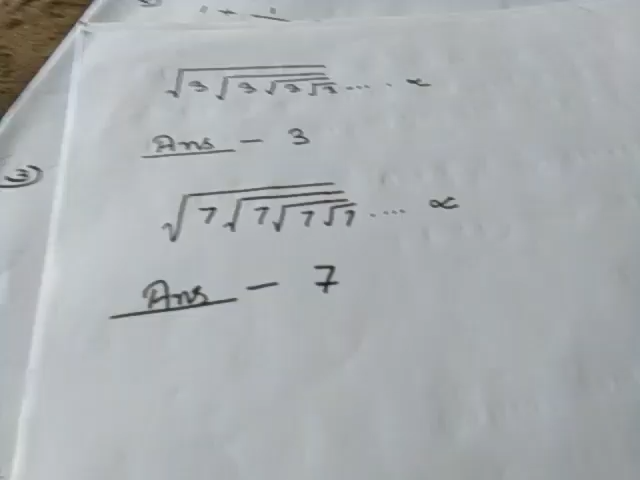 √3√3√3√3.... ∝
Ans - 3
3)
√7√7√7√7.... ∝
Ans - 7